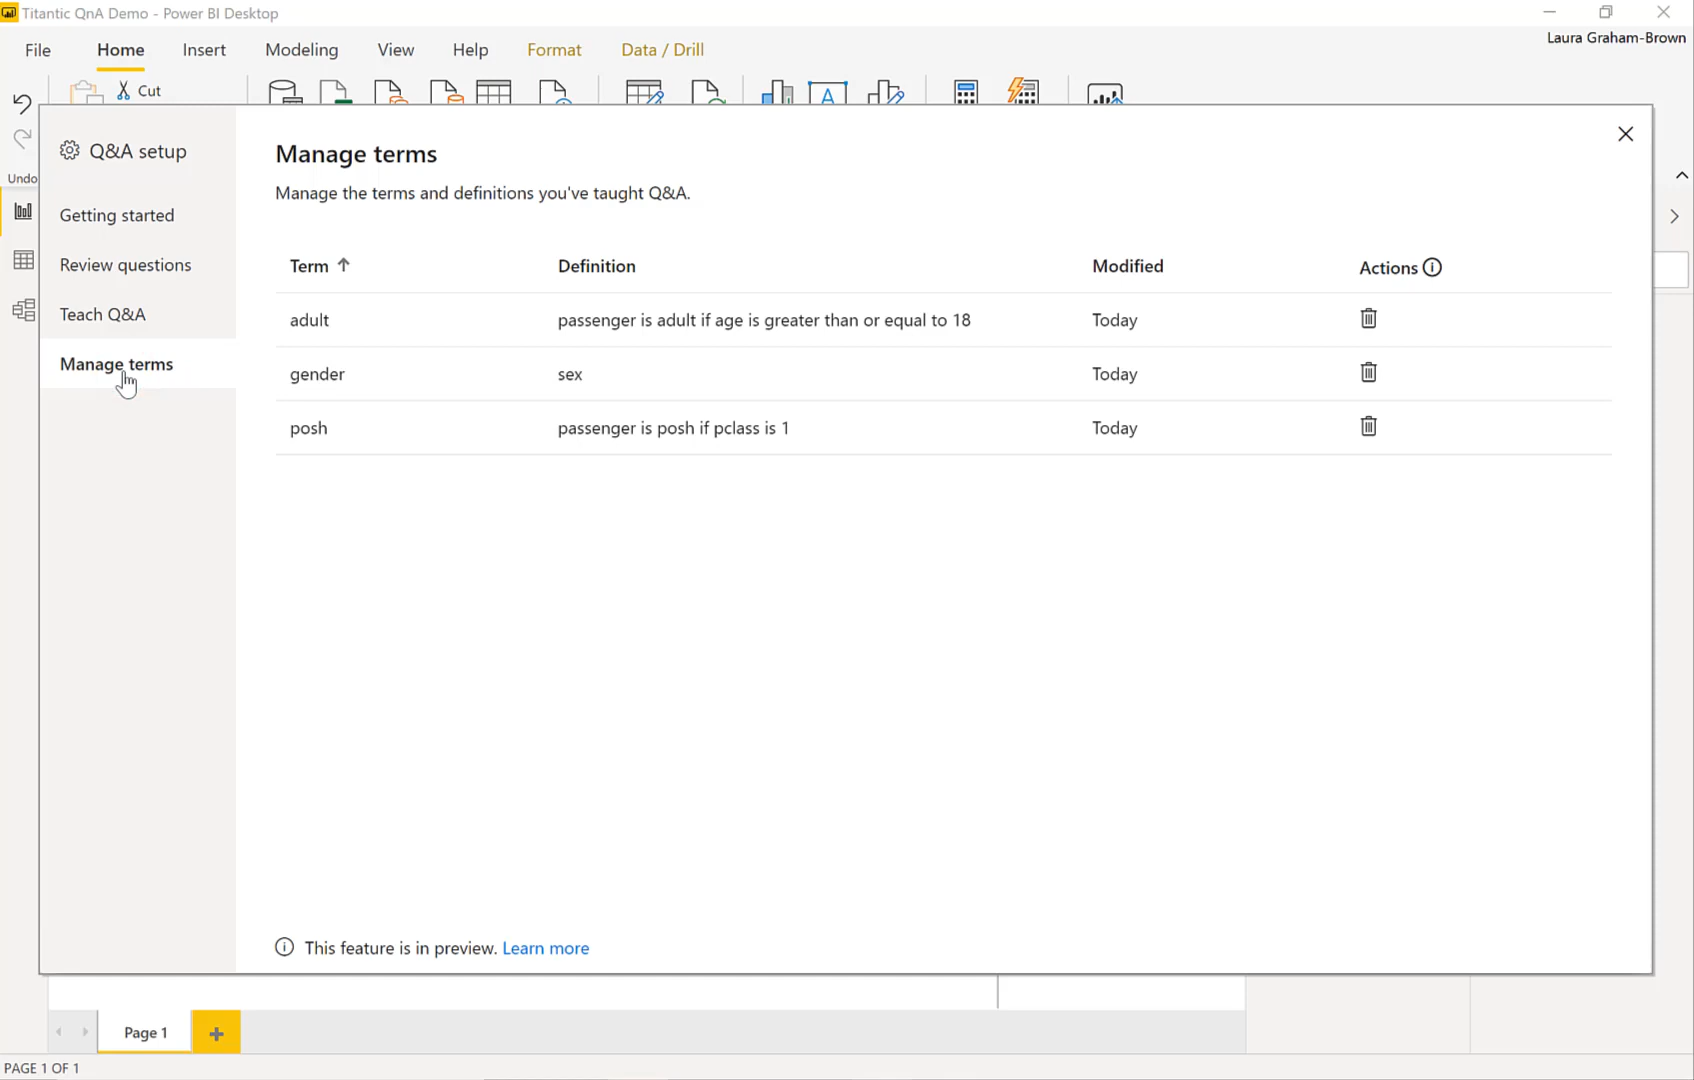 Titantic QnA Demo - Power BI Desktop
Laura Graham-Brown
File Home Insert Modeling View Help Format Data / Drill
Cut
Undo
Q&A setup
Getting started
Review questions
Teach Q&A
Manage terms
Manage terms
Manage the terms and definitions you've taught Q&A.
Term Definition Modified Actions
adult passenger is adult if age is greater than or equal to 18 Today
gender sex Today
posh passenger is posh if pclass is 1 Today
This feature is in preview. Learn more
Page 1
PAGE 1 OF 1